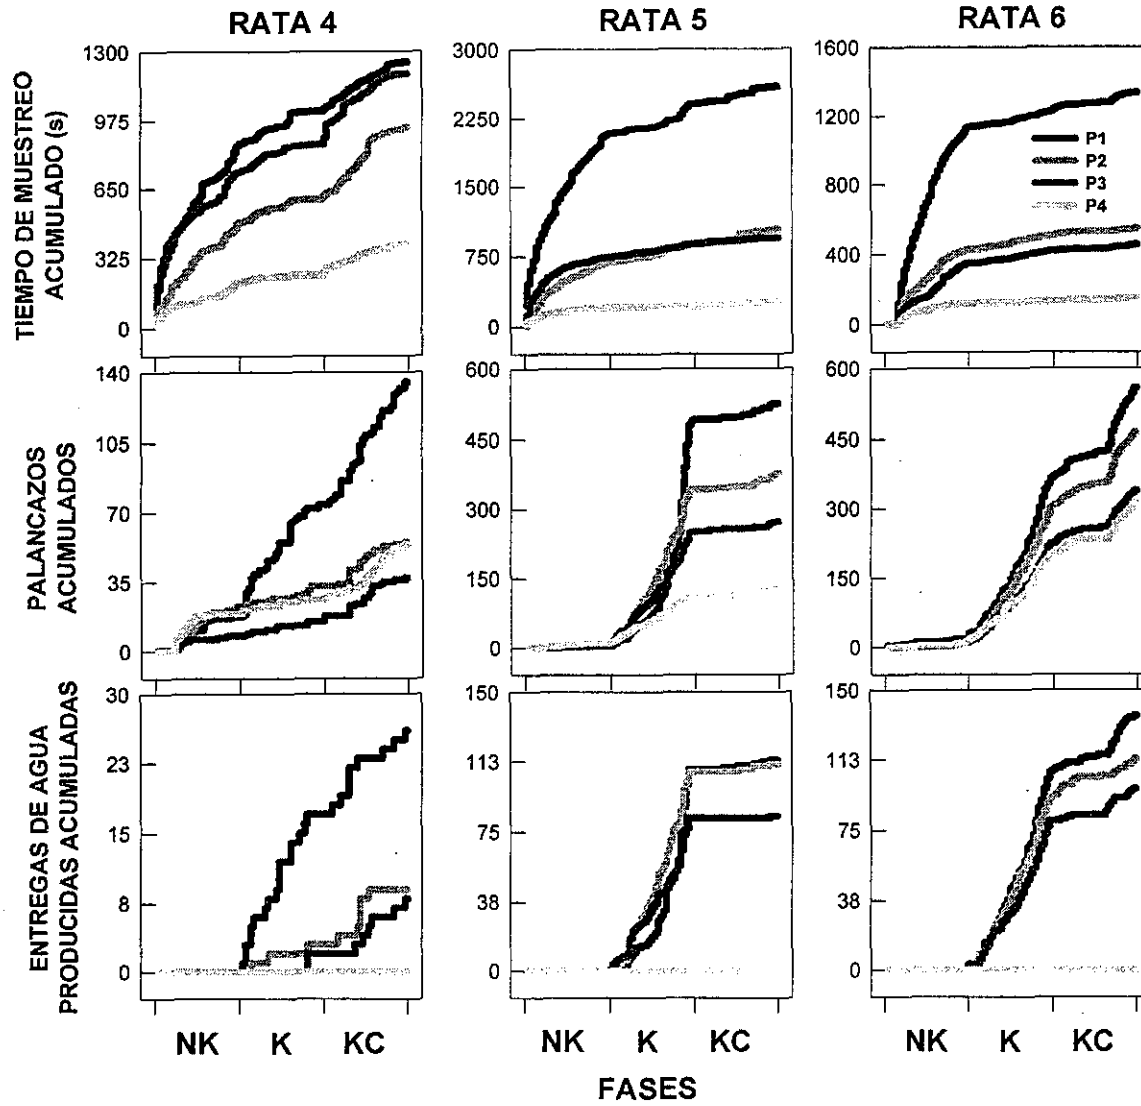 RATA 4
RATA 5
RATA 6
TIEMPO DE MUESTREO
ACUMULADO (s)
1300
975
650
325
0
3000
2250
1500
750
0
1600
1200
800
400
0
P1
P2
P3
P4
PALANCAZOS
ACUMULADOS
140
105
70
35
0
600
450
300
150
0
600
450
300
150
0
ENTREGAS DE AGUA
PRODUCIDAS ACUMULADAS
30
23
15
8
0
150
113
75
38
0
150
113
75
38
0
NK K KC
NK K KC
NK K KC
FASES